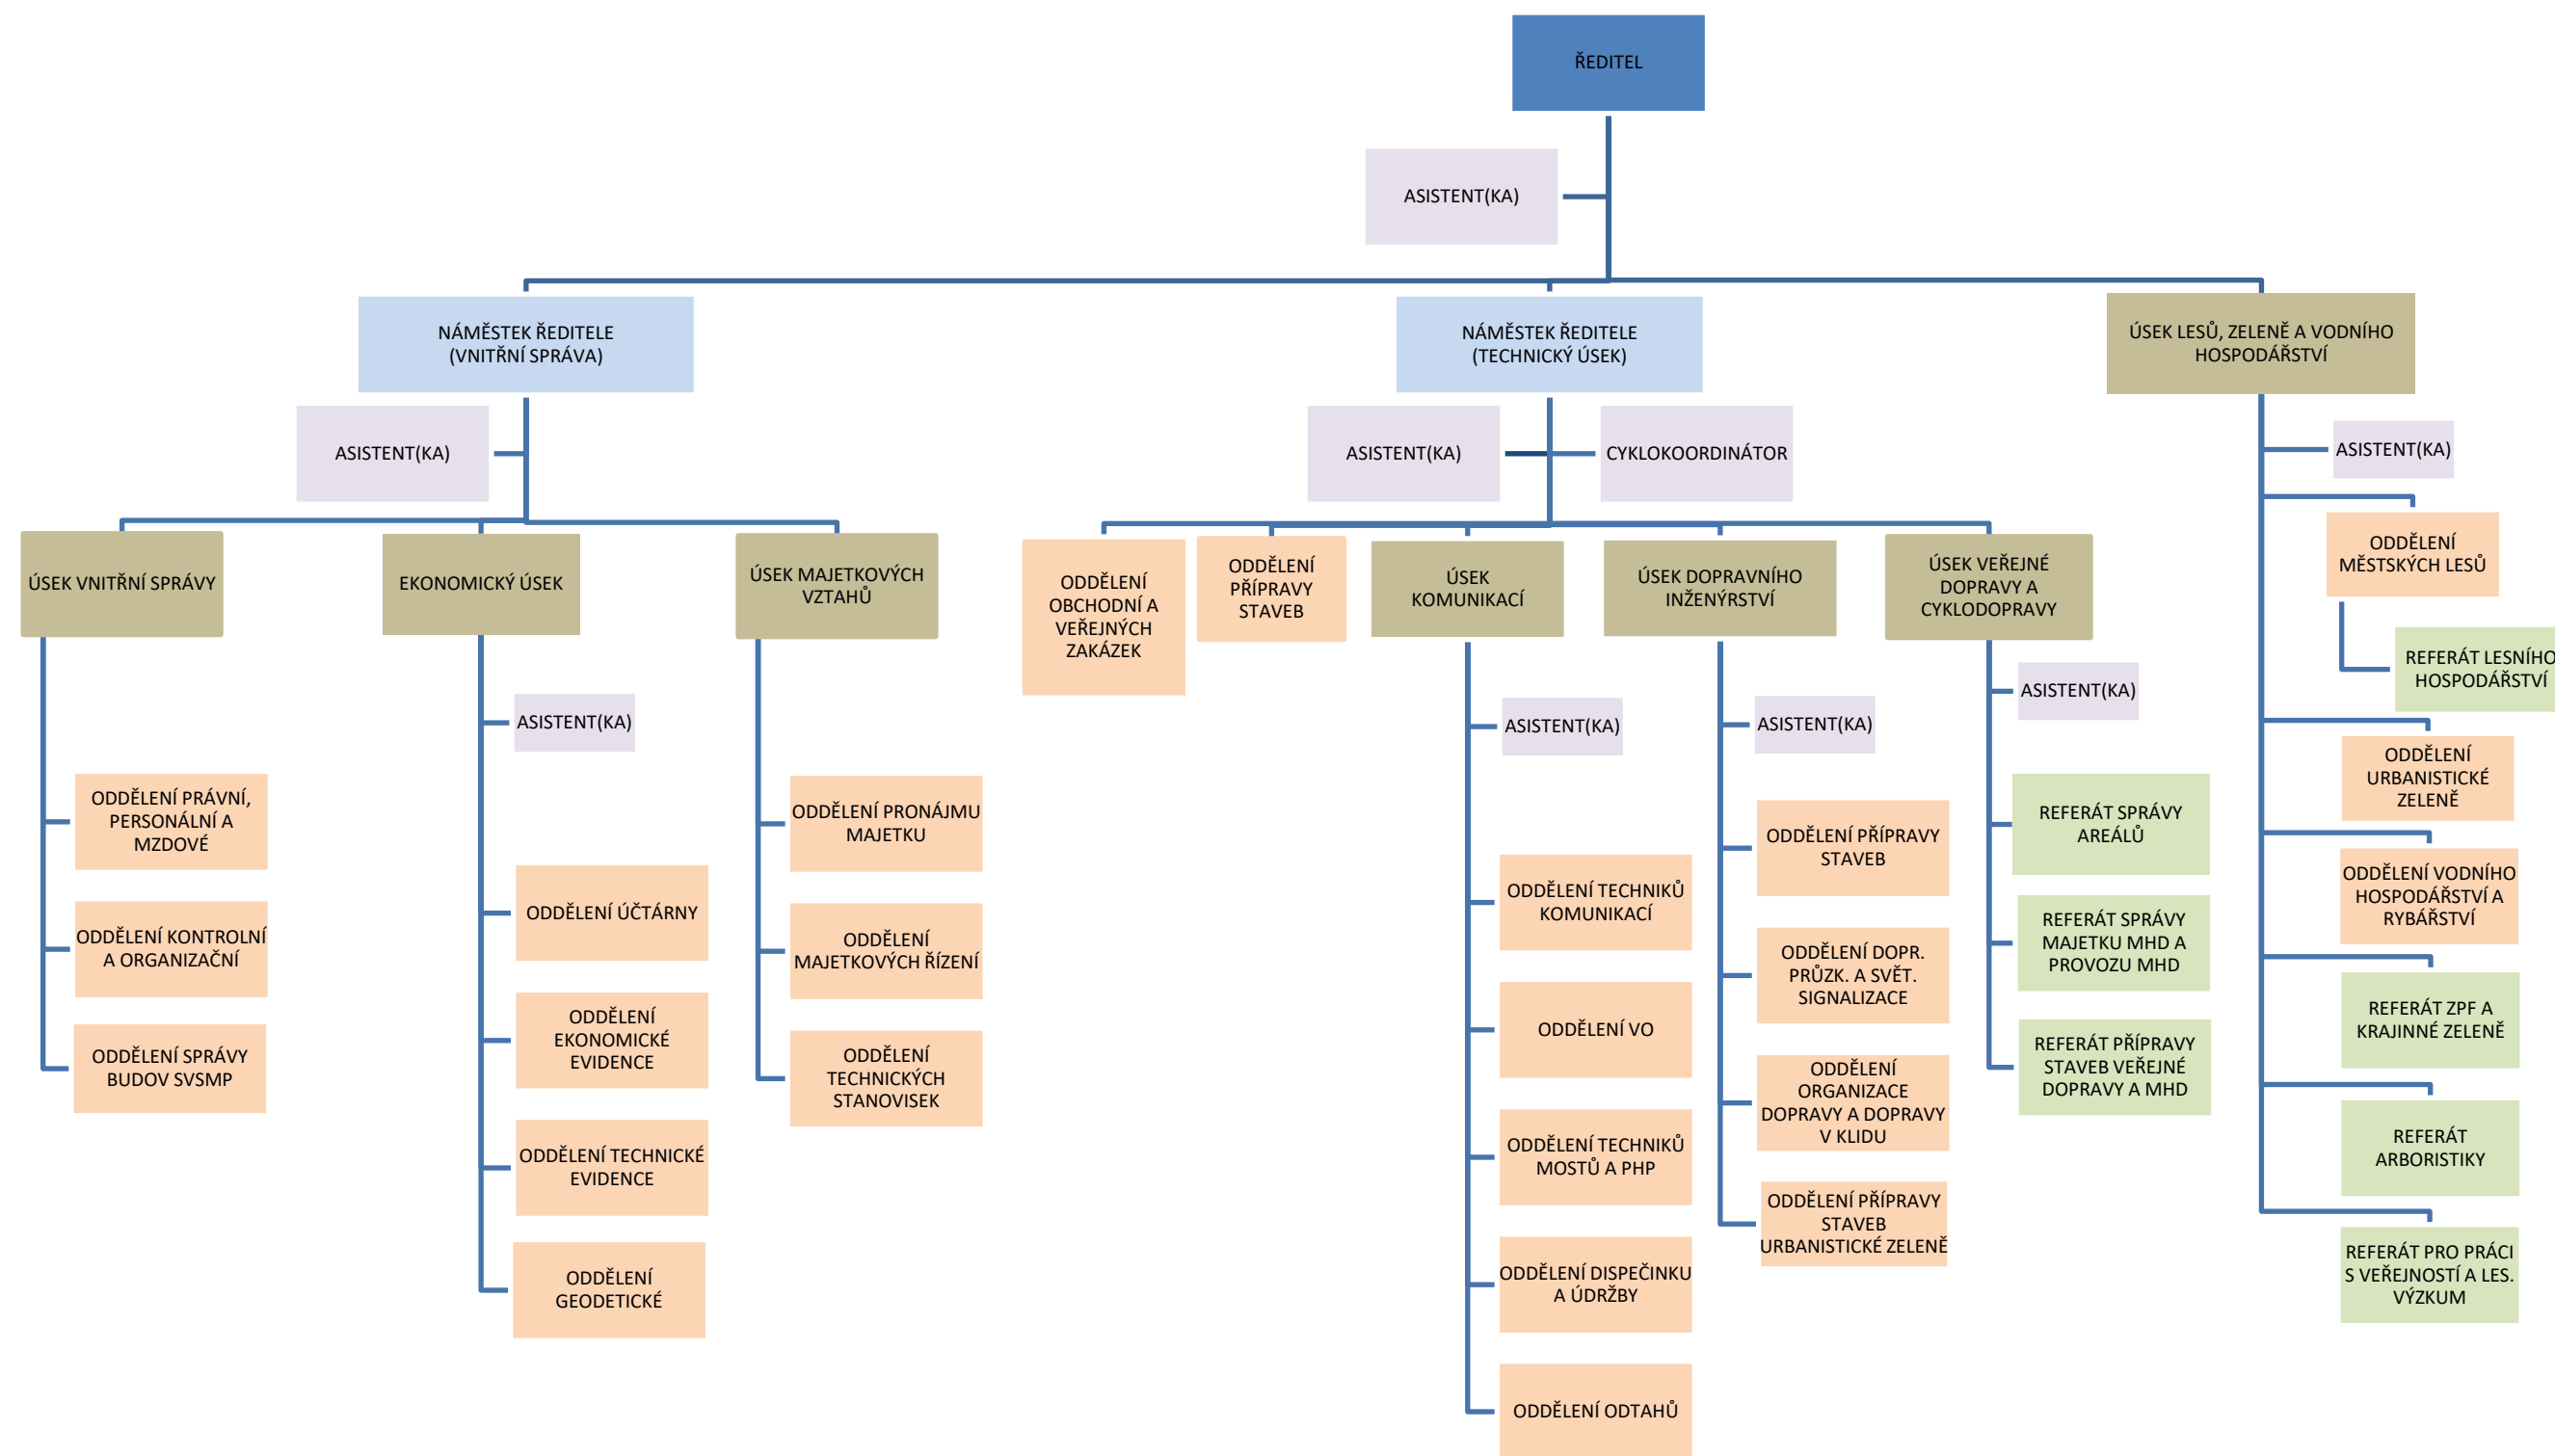 ŘEDITEL
ASISTENT(KA)
NÁMĚSTEK ŘEDITELE
(VNITŘNÍ SPRÁVA)
NÁMĚSTEK ŘEDITELE
(TECHNICKÝ ÚSEK)
ÚSEK LESŮ, ZELENĚ A VODNÍHO
HOSPODÁŘSTVÍ
ASISTENT(KA)
ASISTENT(KA)
CYKLOKOORDINÁTOR
ASISTENT(KA)
ÚSEK VNITŘNÍ SPRÁVY
EKONOMICKÝ ÚSEK
ÚSEK MAJETKOVÝCH
VZTAHŮ
ODDĚLENÍ
OBCHODNÍ A
VEŘEJNÝCH
ZAKÁZEK
ODDĚLENÍ
PŘÍPRAVY
STAVEB
ÚSEK
KOMUNIKACÍ
ÚSEK DOPRAVNÍHO
INŽENÝRSTVÍ
ÚSEK VEŘEJNÉ
DOPRAVY A
CYKLODOPRAVY
ODDĚLENÍ
MĚSTSKÝCH LESŮ
REFERÁT LESNÍHO
HOSPODÁŘSTVÍ
ODDĚLENÍ PRÁVNÍ,
PERSONÁLNÍ A
MZDOVÉ
ODDĚLENÍ KONTROLNÍ
A ORGANIZAČNÍ
ODDĚLENÍ SPRÁVY
BUDOV SVSMP
ASISTENT(KA)
ODDĚLENÍ ÚČTÁRNY
ODDĚLENÍ
EKONOMICKÉ
EVIDENCE
ODDĚLENÍ TECHNICKÉ
EVIDENCE
ODDĚLENÍ
GEODETICKÉ
ODDĚLENÍ PRONÁJMU
MAJETKU
ODDĚLENÍ
MAJETKOVÝCH ŘÍZENÍ
ODDĚLENÍ
TECHNICKÝCH
STANOVISEK
ASISTENT(KA)
ODDĚLENÍ TECHNIKŮ
KOMUNIKACÍ
ODDĚLENÍ VO
ODDĚLENÍ TECHNIKŮ
MOSTŮ A PHP
ODDĚLENÍ DISPEČINKU
A ÚDRŽBY
ODDĚLENÍ ODTAHŮ
ASISTENT(KA)
ODDĚLENÍ PŘÍPRAVY
STAVEB
ODDĚLENÍ DOPR.
PRŮZK. A SVĚT.
SIGNALIZACE
ODDĚLENÍ
ORGANIZACE
DOPRAVY A DOPRAVY
V KLIDU
ODDĚLENÍ PŘÍPRAVY
STAVEB
URBANISTICKÉ ZELENĚ
ASISTENT(KA)
REFERÁT SPRÁVY
AREÁLŮ
REFERÁT SPRÁVY
MAJETKU MHD A
PROVOZU MHD
REFERÁT PŘÍPRAVY
STAVEB VEŘEJNÉ
DOPRAVY A MHD
ODDĚLENÍ
URBANISTICKÉ
ZELENĚ
ODDĚLENÍ VODNÍHO
HOSPODÁŘSTVÍ A
RYBÁŘSTVÍ
REFERÁT ZPF A
KRAJINNÉ ZELENĚ
REFERÁT
ARBORISTIKY
REFERÁT PRO PRÁCI
S VEŘEJNOSTÍ A LES.
VÝZKUM